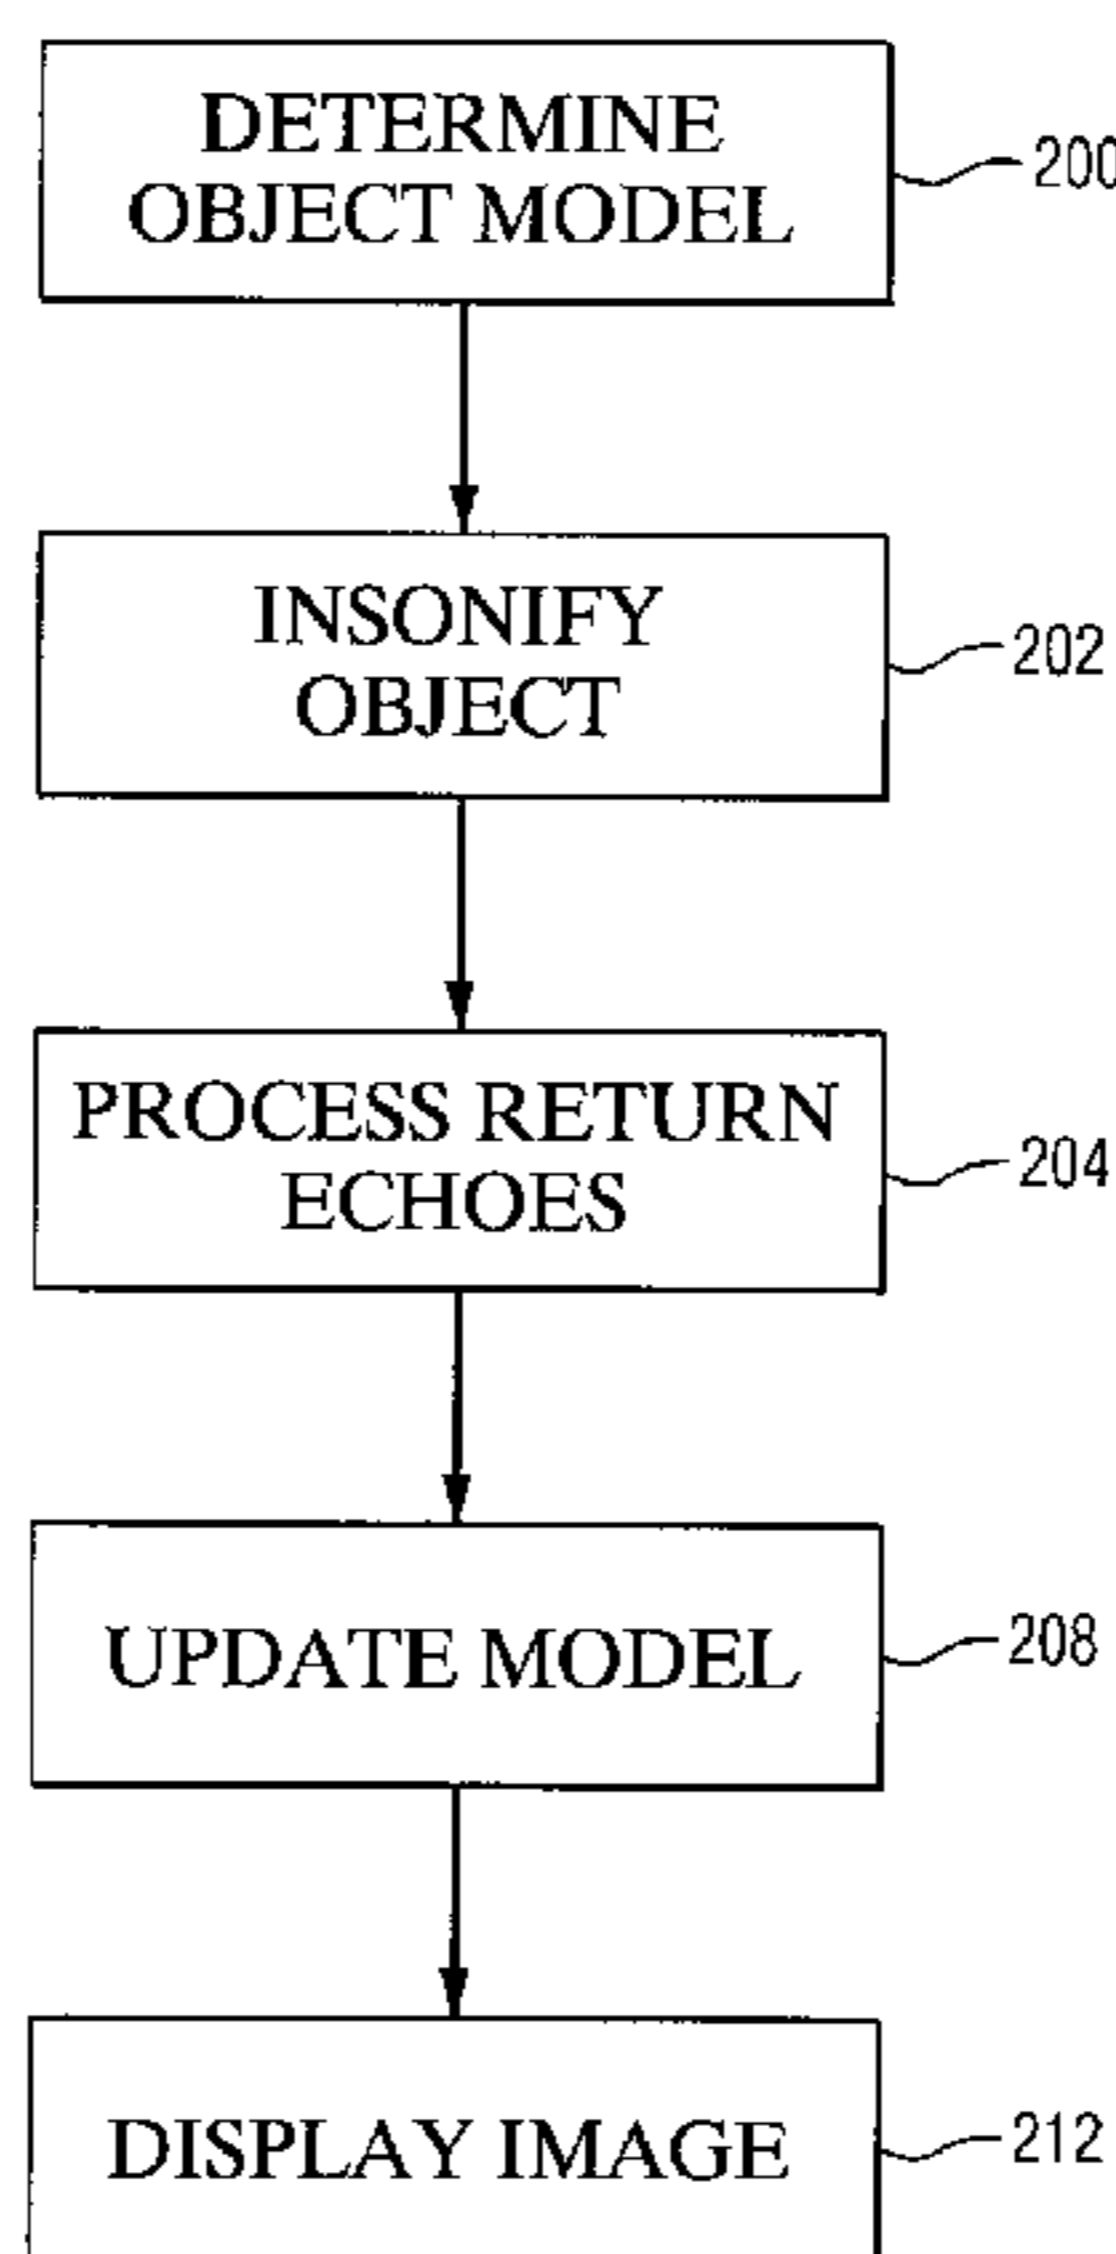 DETERMINE
OBJECT MODEL
200
INSONIFY
OBJECT
202
PROCESS RETURN
ECHOES
204
UPDATE MODEL
208
DISPLAY IMAGE
212